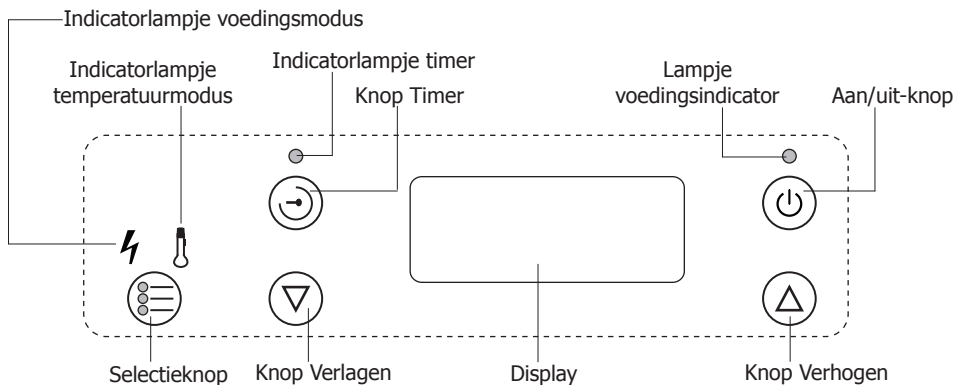 Indicatorlampje voedingsmodus
Indicatorlampje
temperatuurmodus
Indicatorlampje timer
Knop Timer
Lampje
voedingsindicator
Aan/uit-knop
Selectieknop
Knop Verlagen
Display
Knop Verhogen